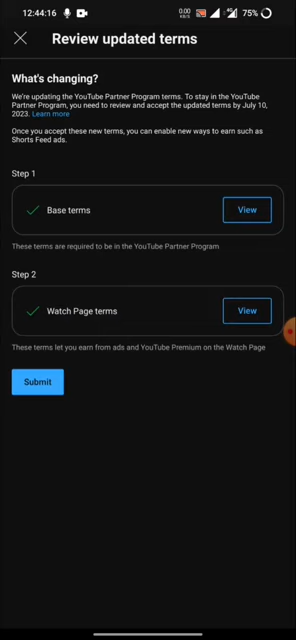 12:44:16 0.00 KB/S 4G 75%
Review updated terms
What's changing?
We're updating the YouTube Partner Program terms. To stay in the YouTube
Partner Program, you need to review and accept the updated terms by July 10,
2023. Learn more
Once you accept these new terms, you can enable new ways to earn such as
Shorts Feed ads.
Step 1
Base terms View
These terms are required to be in the YouTube Partner Program
Step 2
Watch Page terms View
These terms let you earn from ads and YouTube Premium on the Watch Page
Submit